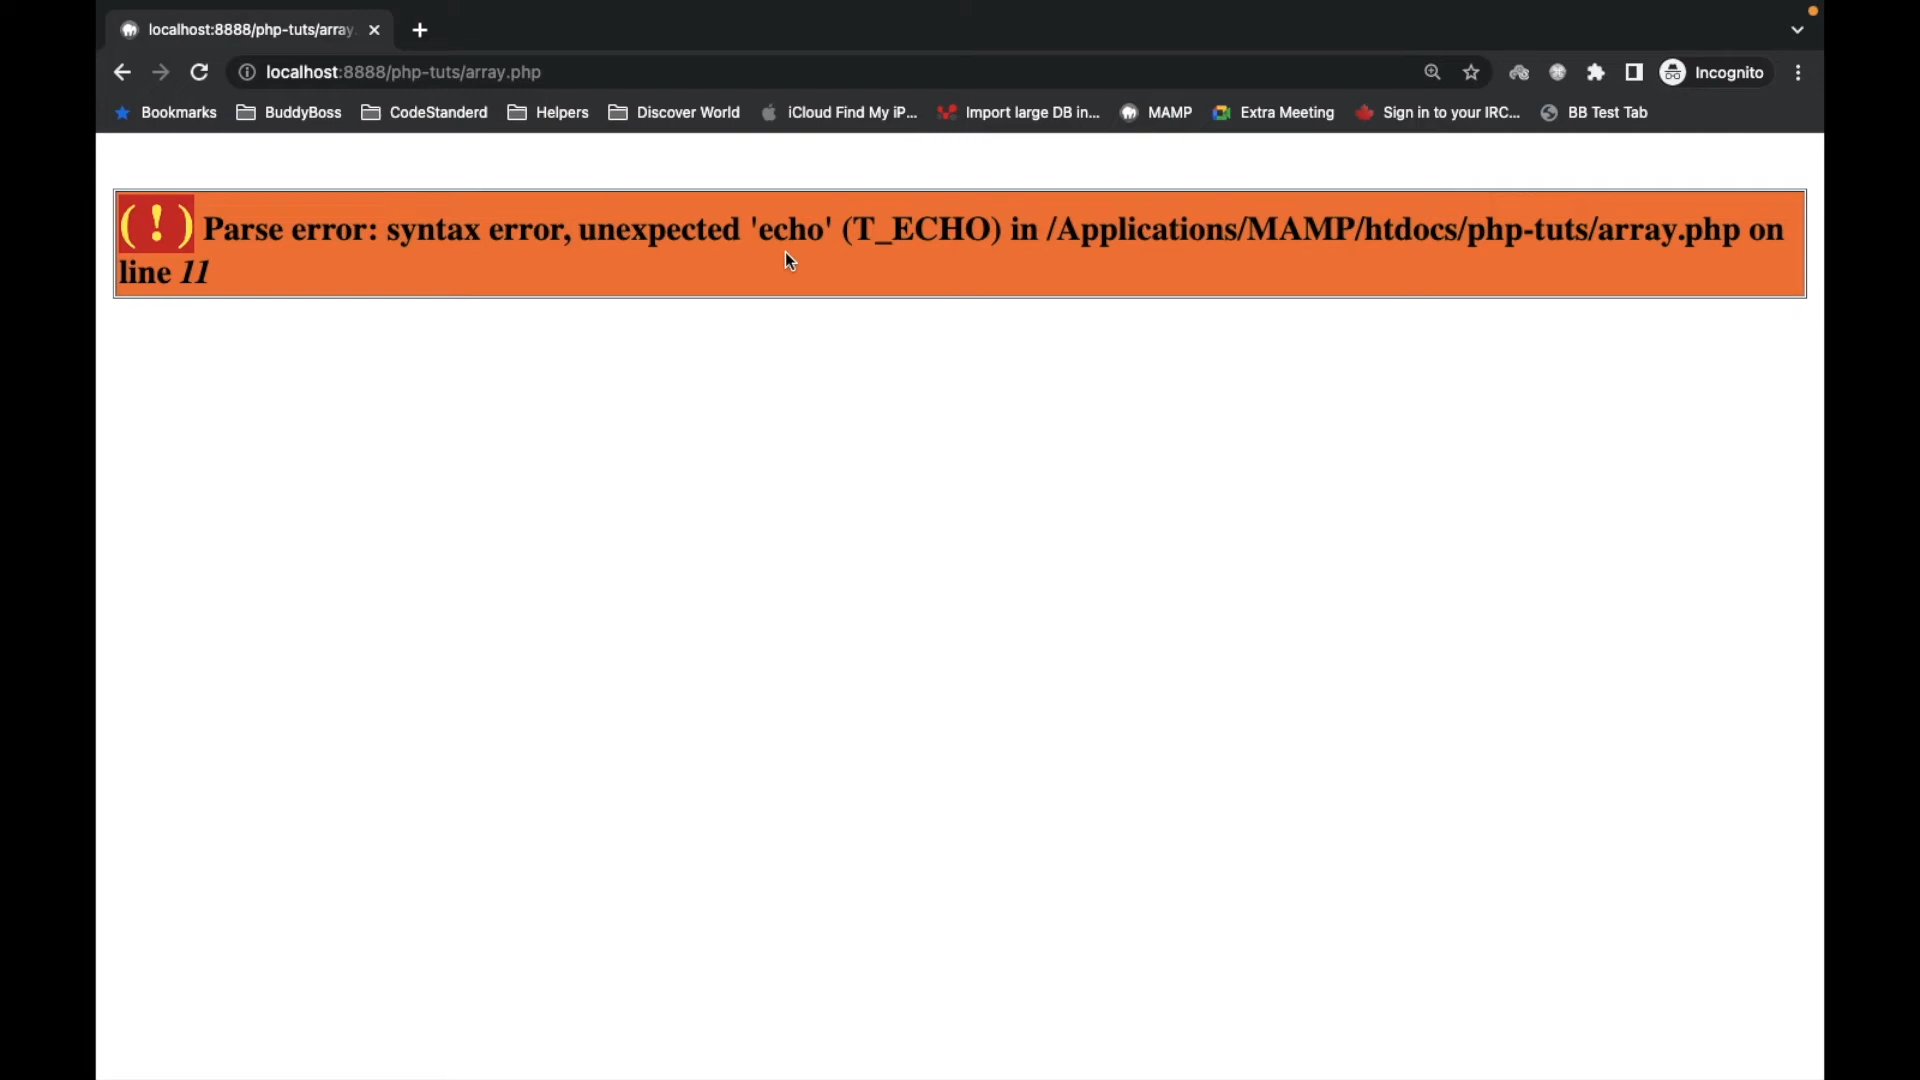 localhost:8888/php-tuts/array
localhost:8888/php-tuts/array.php
Incognito
Bookmarks BuddyBoss CodeStanderd Helpers Discover World iCloud Find My iP... Import large DB in... MAMP Extra Meeting Sign in to your IRC... BB Test Tab
( ! ) Parse error: syntax error, unexpected 'echo' (T_ECHO) in /Applications/MAMP/htdocs/php-tuts/array.php on
line 11